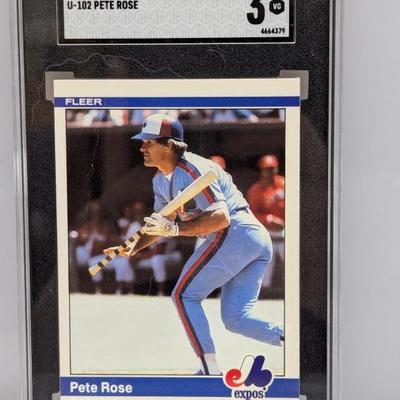 U-102 PETE ROSE
3
VG
4664379
FLEER
Pete Rose
expos